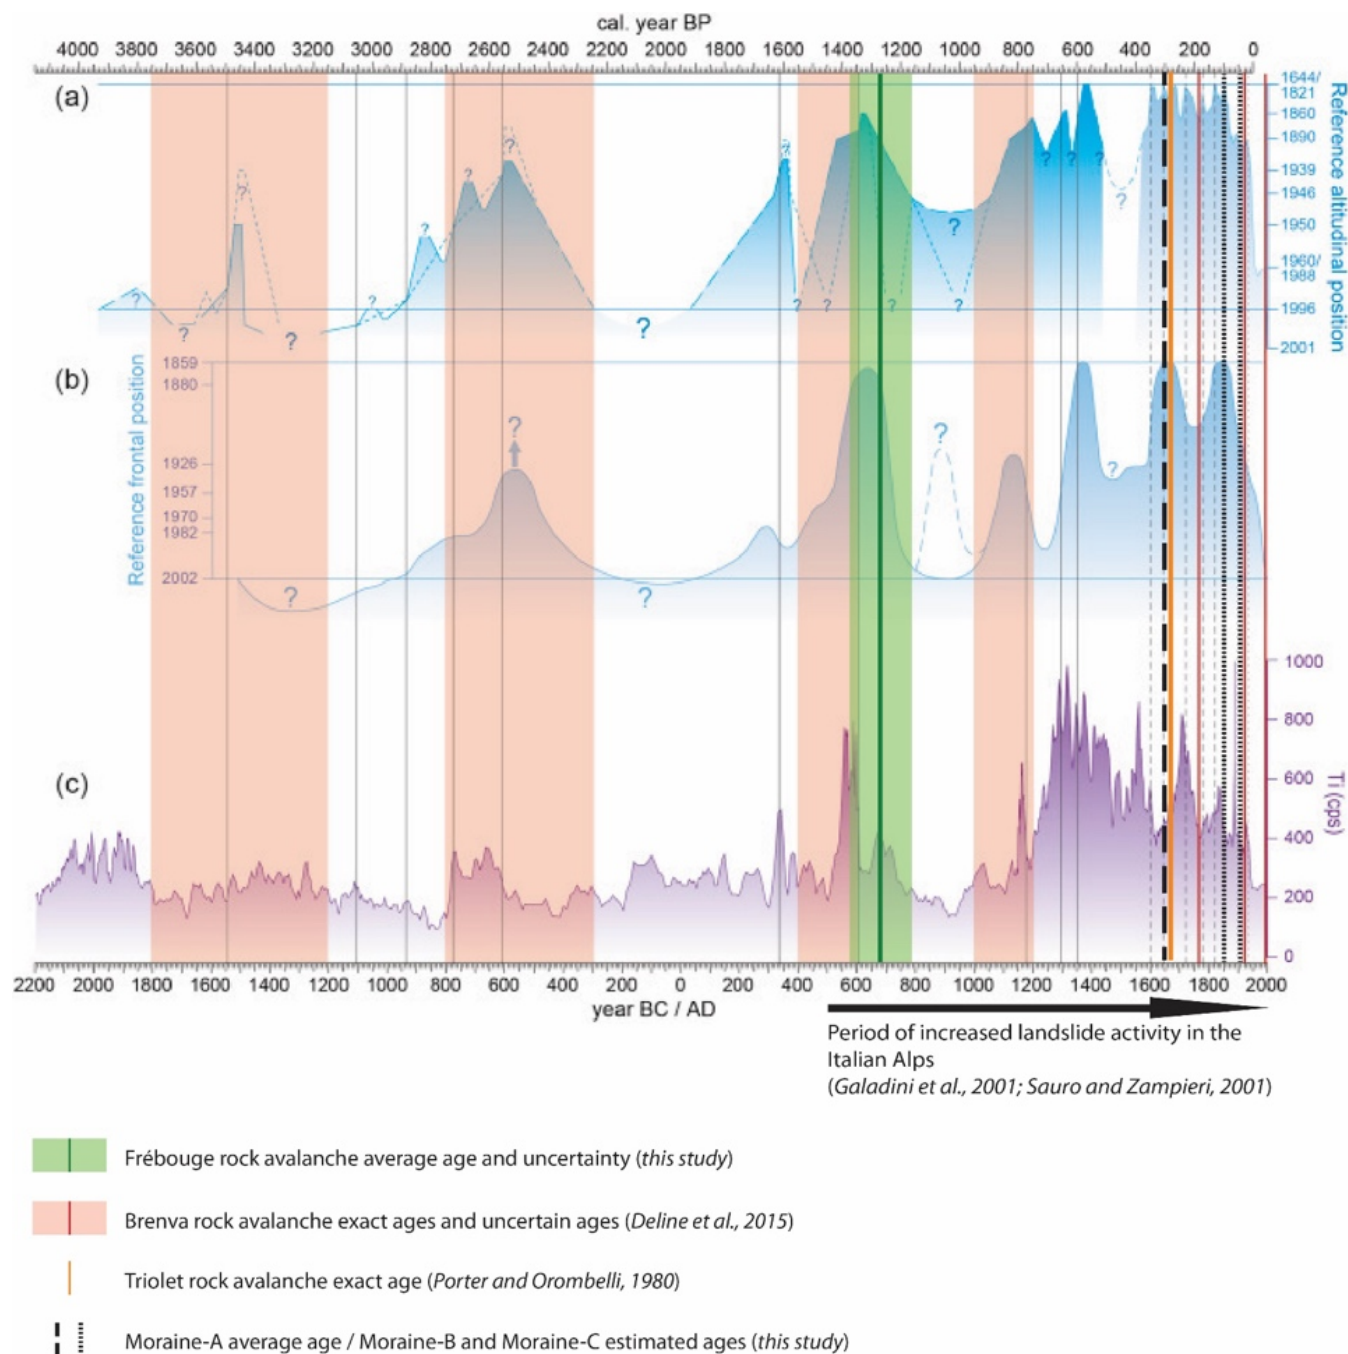 cal. year BP
4000 3800 3600 3400 3200 3000 2800 2600 2400 2200 2000 1800 1600 1400 1200 1000 800 600 400 200 0
(a)
1644/
1821
1860
1890
1939
1946
1950
1960/
1988
1996
2001
Reference altitudinal position
? ? ? ? ? ? ? ? ? ? ? ? ? ? ? ? ? ? ?
(b)
Reference frontal position
1859
1880
1926
1957
1970
1982
2002
? ? ? ? ?
(c)
1000
800
600
400
200
0
Ti (cps)
2200 2000 1800 1600 1400 1200 1000 800 600 400 200 0 200 400 600 800 1000 1200 1400 1600 1800 2000
year BC / AD
Period of increased landslide activity in the
Italian Alps
(Galadini et al., 2001; Sauro and Zampieri, 2001)
Frébouge rock avalanche average age and uncertainty (this study)
Brenva rock avalanche exact ages and uncertain ages (Deline et al., 2015)
Triolet rock avalanche exact age (Porter and Orombelli, 1980)
Moraine-A average age / Moraine-B and Moraine-C estimated ages (this study)